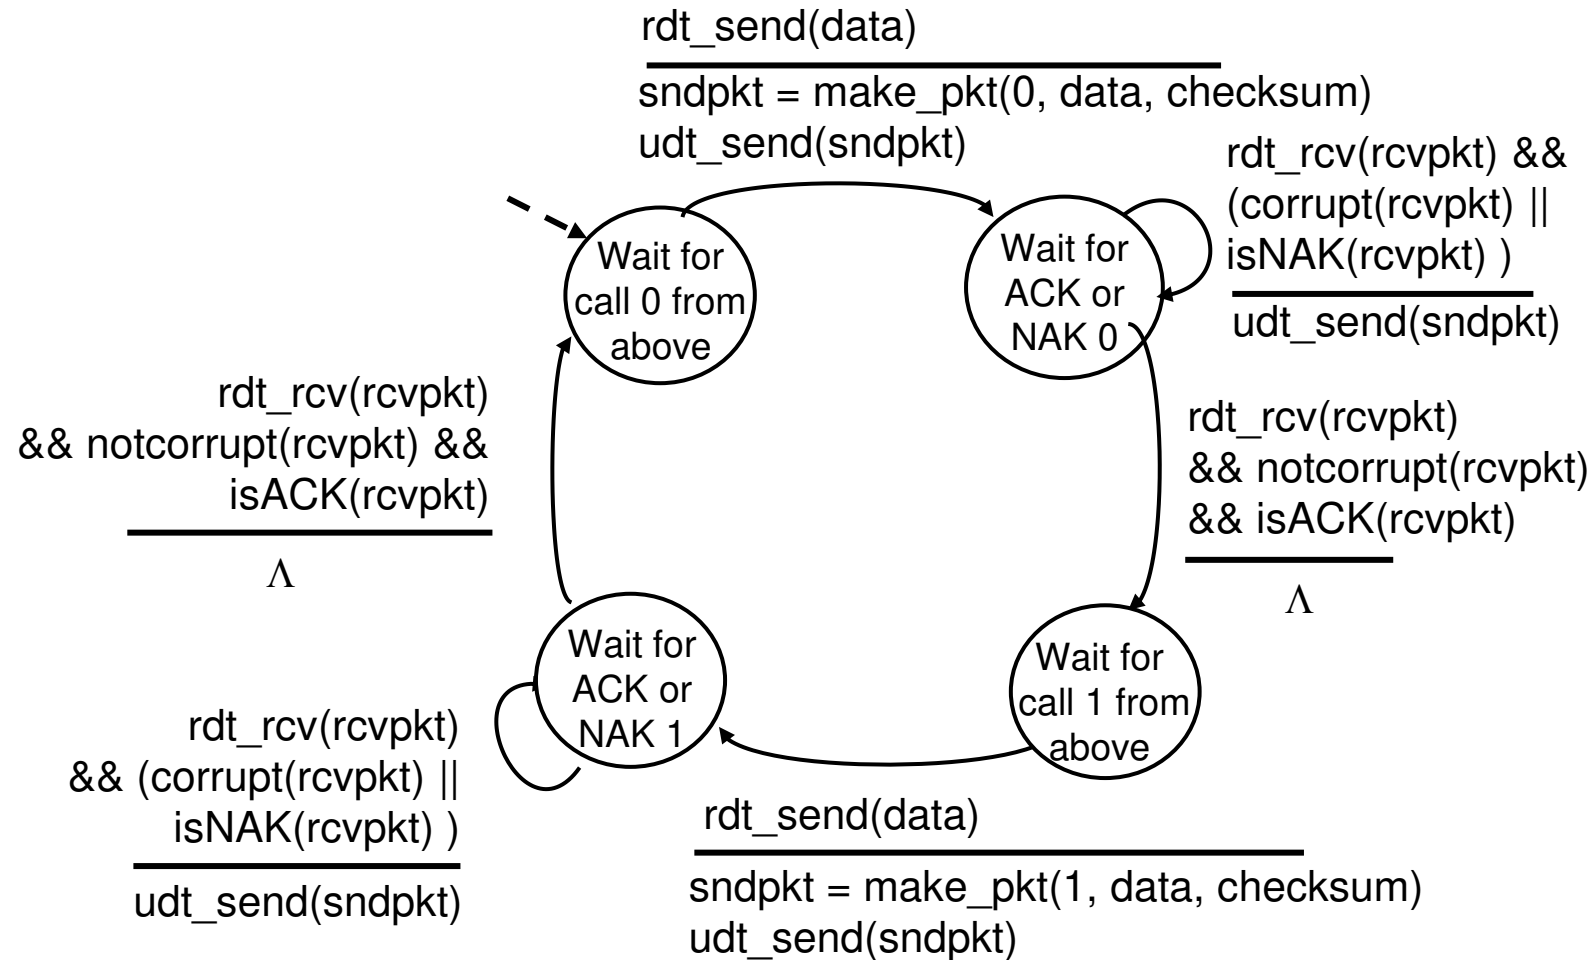 rdt_send(data)
sndpkt = make_pkt(0, data, checksum)
udt_send(sndpkt)
rdt_rcv(rcvpkt) &&
(corrupt(rcvpkt) ||
isNAK(rcvpkt) )
udt_send(sndpkt)
Wait for
call 0 from
above
Wait for
ACK or
NAK 0
rdt_rcv(rcvpkt)
&& notcorrupt(rcvpkt) &&
isACK(rcvpkt)
Λ
rdt_rcv(rcvpkt)
&& notcorrupt(rcvpkt)
&& isACK(rcvpkt)
Λ
Wait for
ACK or
NAK 1
Wait for
call 1 from
above
rdt_rcv(rcvpkt)
&& (corrupt(rcvpkt) ||
isNAK(rcvpkt) )
udt_send(sndpkt)
rdt_send(data)
sndpkt = make_pkt(1, data, checksum)
udt_send(sndpkt)